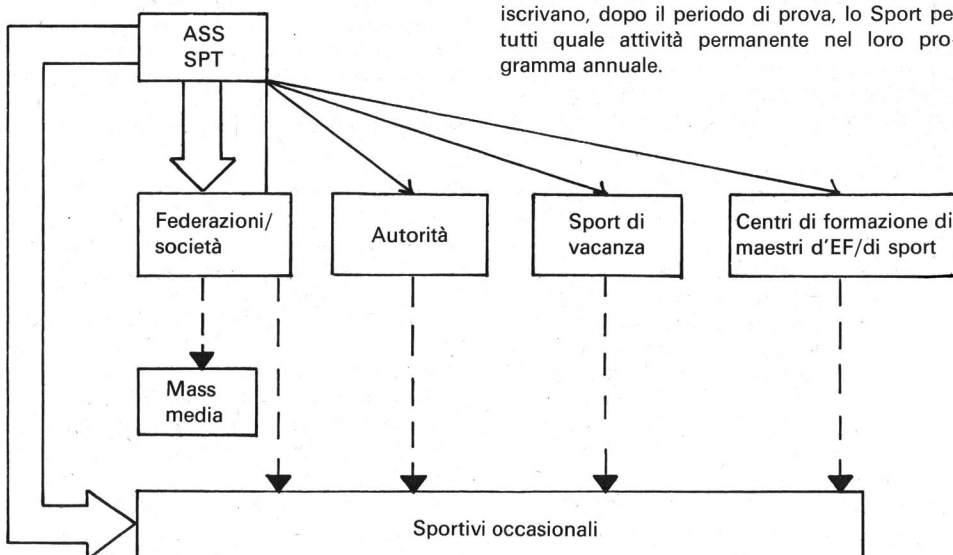 iscrivano, dopo il periodo di prova, lo Sport pe
tutti quale attività permanente nel loro pro-
gramma annuale.
ASS
SPT
Federazioni/
società
Autorità
Sport di
vacanza
Centri di formazione di
maestri d'EF/di sport
Mass
media
Sportivi occasionali